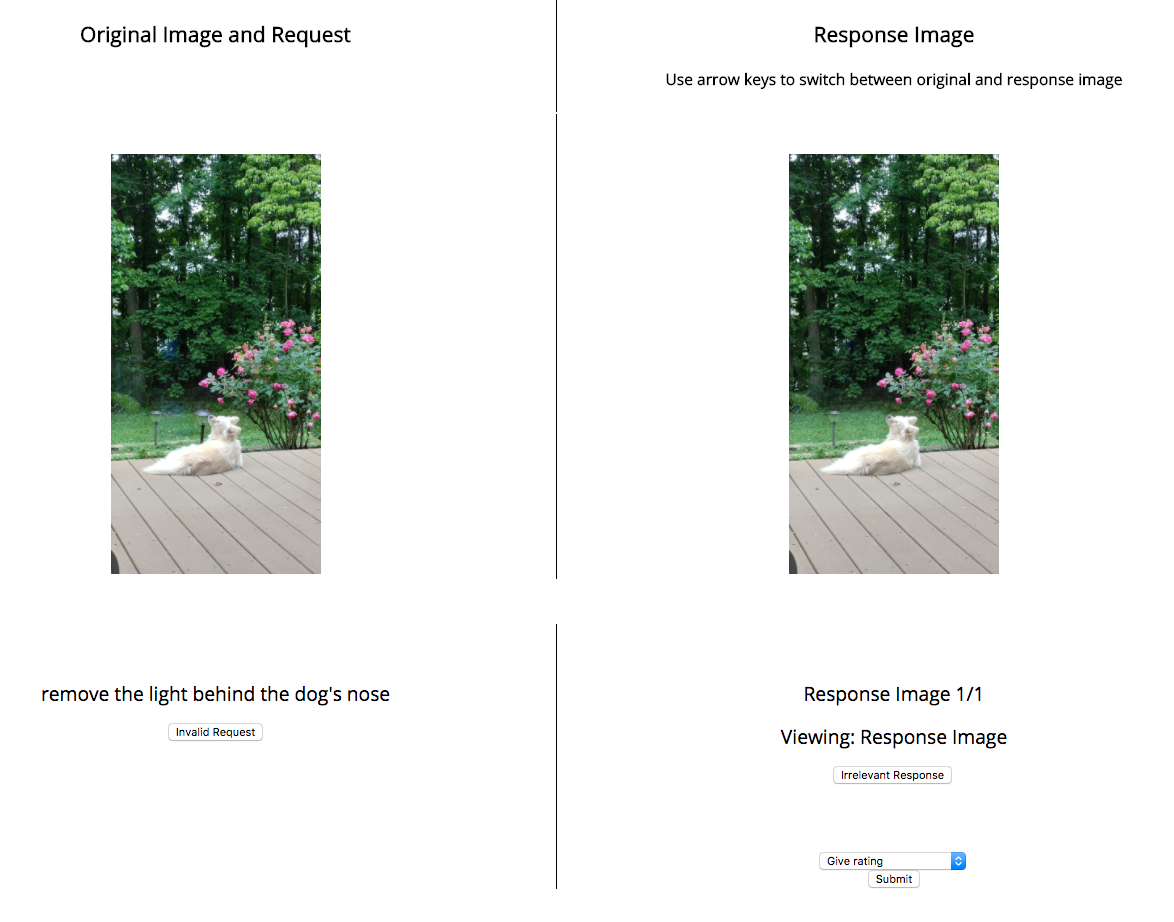 Original Image and Request
Response Image
Use arrow keys to switch between original and response image
remove the light behind the dog's nose
Invalid Request
Response Image 1/1
Viewing: Response Image
Irrelevant Response
Give rating
Submit